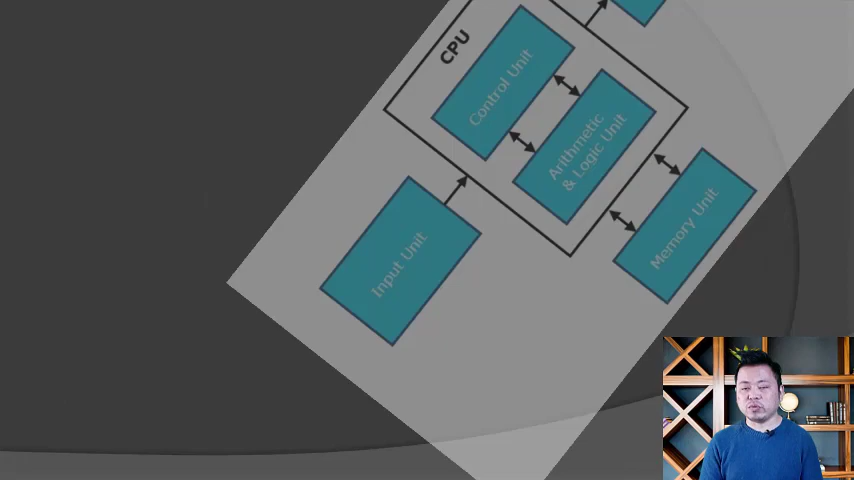 CPU
Control Unit
Arithmetic
& Logic Unit
Input Unit
Memory Unit